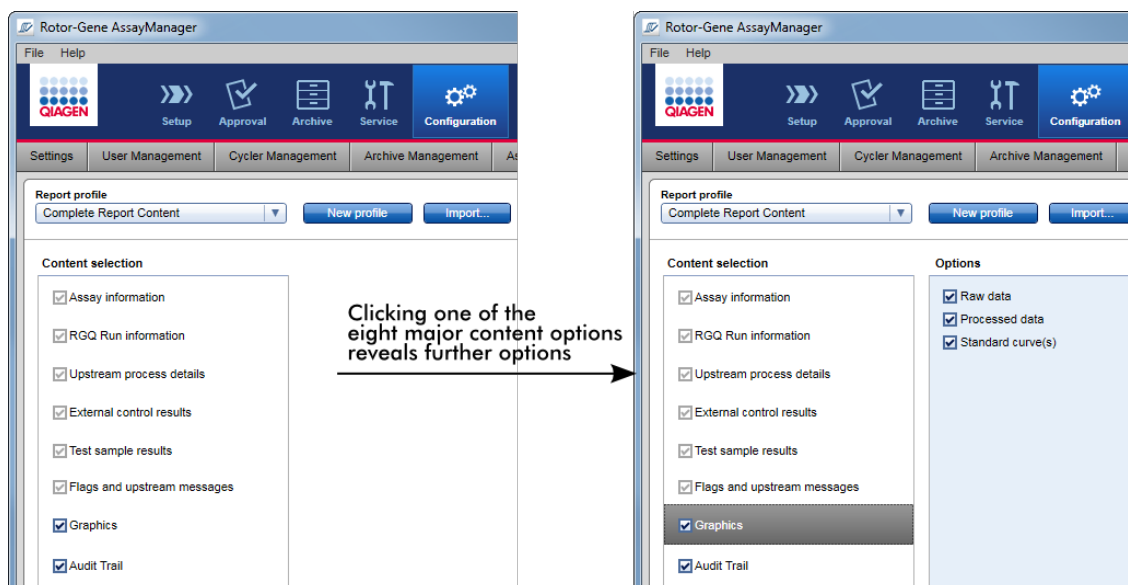 Rotor-Gene AssayManager
File Help
QIAGEN
Setup Approval Archive Service Configuration
Settings User Management Cycler Management Archive Management As
Report profile
Complete Report Content New profile Import...
Content selection
Assay information
RGQ Run information
Upstream process details
External control results
Test sample results
Flags and upstream messages
Graphics
Audit Trail
Clicking one of the
eight major content options
reveals further options
Rotor-Gene AssayManager
File Help
QIAGEN
Setup Approval Archive Service Configuration
Settings User Management Cycler Management Archive Management
Report profile
Complete Report Content New profile Import...
Content selection Options
Assay information Raw data
Processed data
RGQ Run information Standard curve(s)
Upstream process details
External control results
Test sample results
Flags and upstream messages
Graphics
Audit Trail